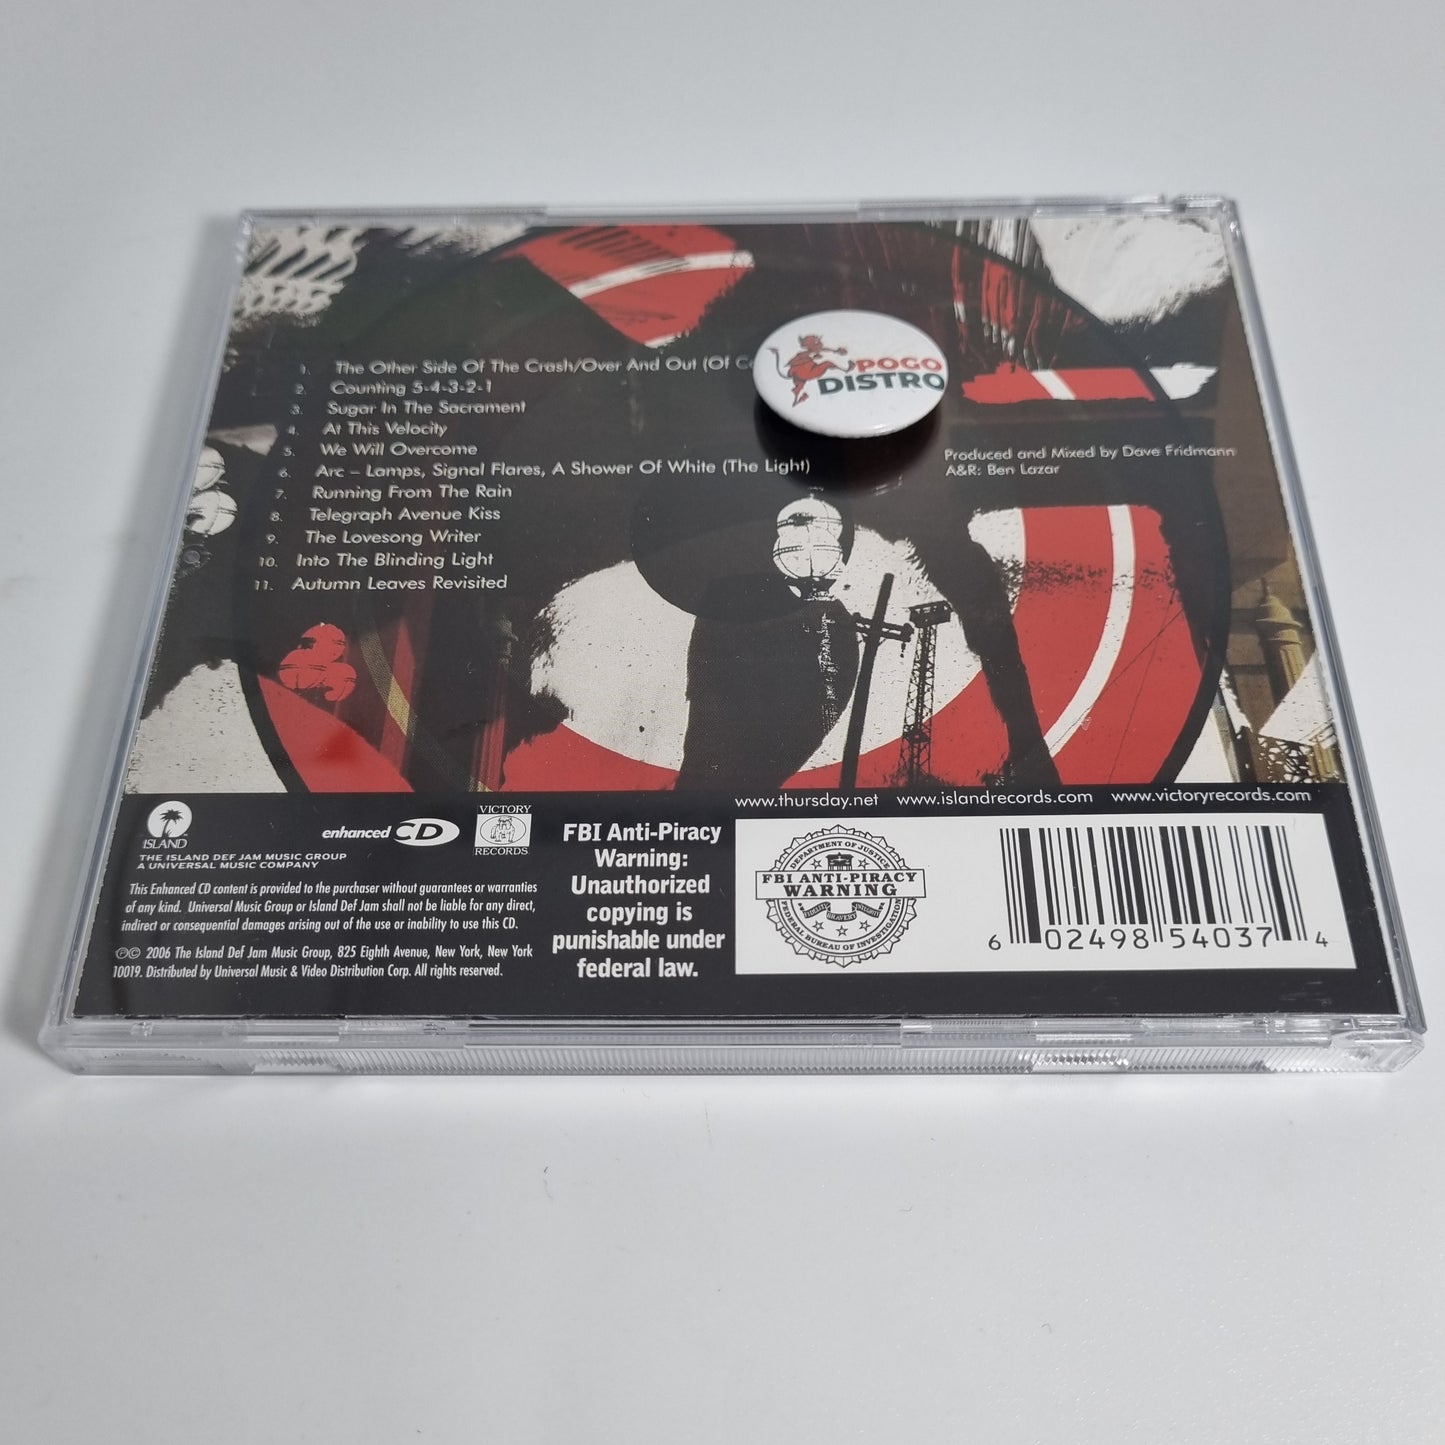 1. The Other Side Of The Crash/Over And Out (Of C
2. Counting 5-4-3-2-1
3. Sugar In The Sacrament
4. At This Velocity
5. We Will Overcome
6. Arc – Lamps, Signal Flares, A Shower Of White (The Light)
7. Running From The Rain
8. Telegraph Avenue Kiss
9. The Lovesong Writer
10. Into The Blinding Light
11. Autumn Leaves Revisited
POGO
DISTRO
Produced and Mixed by Dave Fridmann
A&R: Ben Lazar
www.thursday.net www.islandrecords.com www.victoryrecords.com
ISLAND
THE ISLAND DEF JAM MUSIC GROUP
A UNIVERSAL MUSIC COMPANY
enhanced CD
VICTORY
RECORDS
This Enhanced CD content is provided to the purchaser without guarantees or warranties
of any kind. Universal Music Group or Island Def Jam shall not be liable for any direct,
indirect or consequential damages arising out of the use or inability to use this CD.
℗© 2006 The Island Def Jam Music Group, 825 Eighth Avenue, New York, New York
10019. Distributed by Universal Music & Video Distribution Corp. All rights reserved.
FBI Anti-Piracy
Warning:
Unauthorized
copying is
punishable under
federal law.
DEPARTMENT OF JUSTICE
FBI ANTI-PIRACY
WARNING
FIDELITY BRAVERY INTEGRITY
FEDERAL BUREAU OF INVESTIGATION
6 02498 54037 4